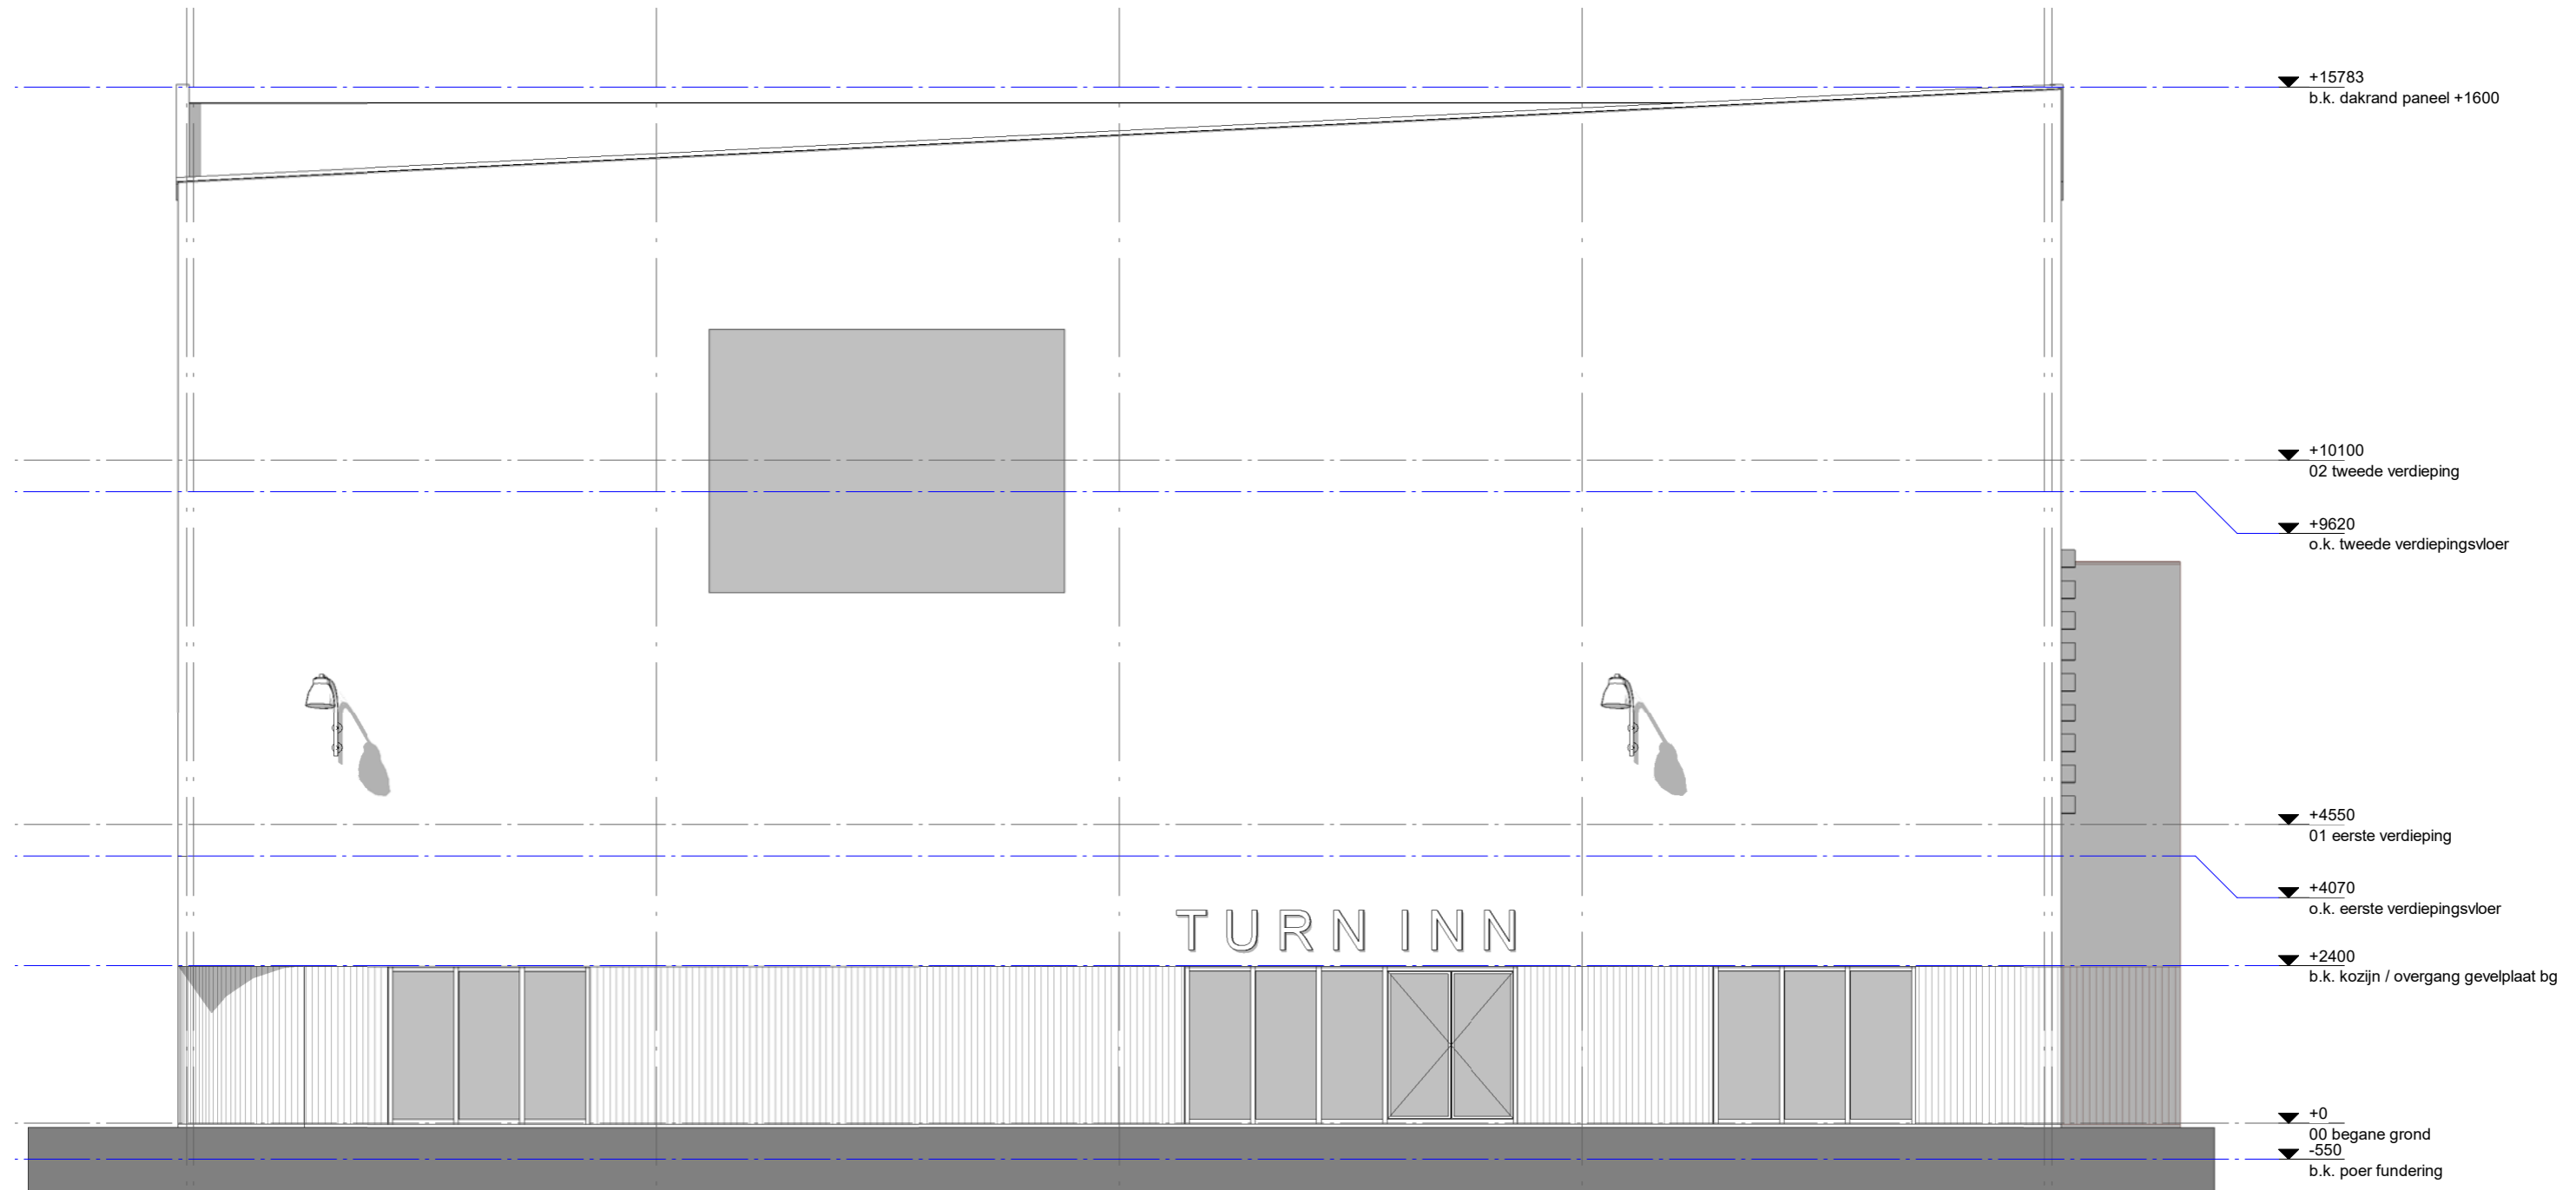 +15783
b.k. dakrand paneel +1600
+10100
02 tweede verdieping
+9620
o.k. tweede verdiepingsvloer
+4550
01 eerste verdieping
+4070
o.k. eerste verdiepingsvloer
TURN INN
+2400
b.k. kozijn / overgang gevelplaat bg
+0
00 begane grond
-550
b.k. poer fundering